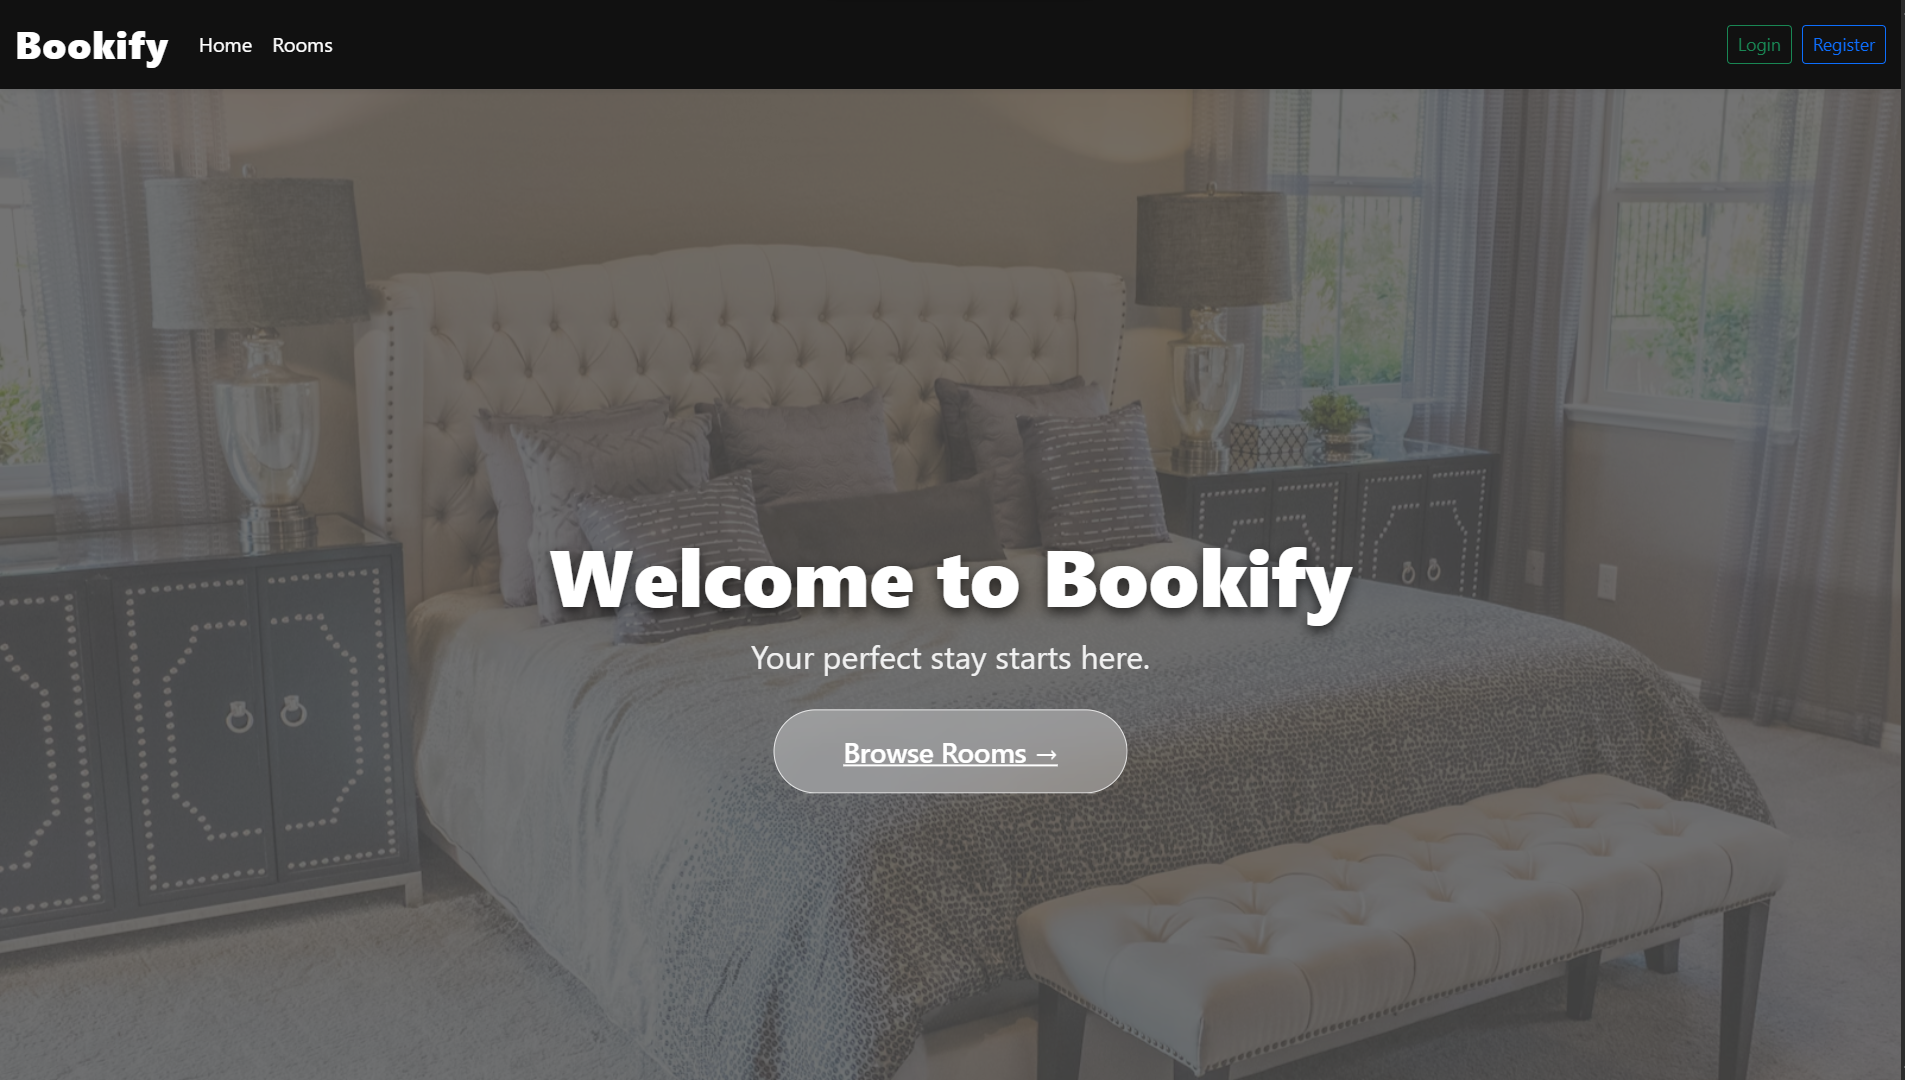 Bookify Home Rooms Login Register
Welcome to Bookify
Your perfect stay starts here.
Browse Rooms →